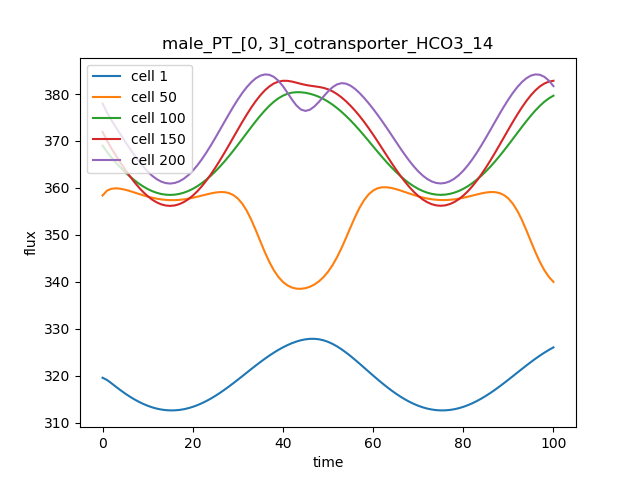 male_PT_[0, 3]_cotransporter_HCO3_14
cell 1
cell 50
cell 100
cell 150
cell 200
flux
380
370
360
350
340
330
320
310
0 20 40 60 80 100
time